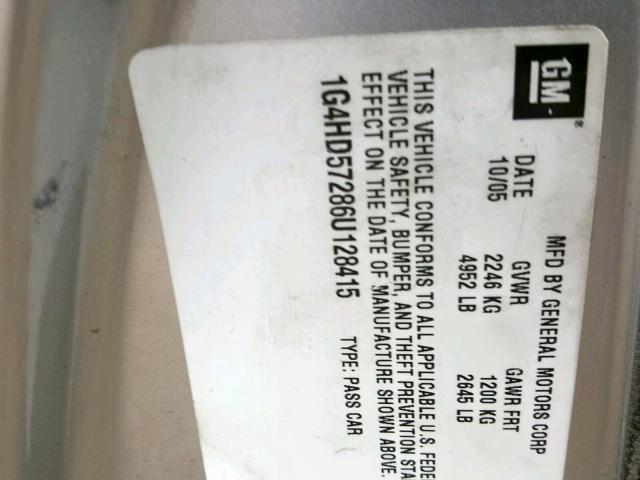 GM®
MFD BY GENERAL MOTORS CORP
DATE GVWR GAWR FRT
10/05 2246 KG 1200 KG
4952 LB 2645 LB
THIS VEHICLE CONFORMS TO ALL APPLICABLE U.S. FEDE
VEHICLE SAFETY, BUMPER, AND THEFT PREVENTION STA
EFFECT ON THE DATE OF MANUFACTURE SHOWN ABOVE.
1G4HD57286U128415 TYPE: PASS CAR